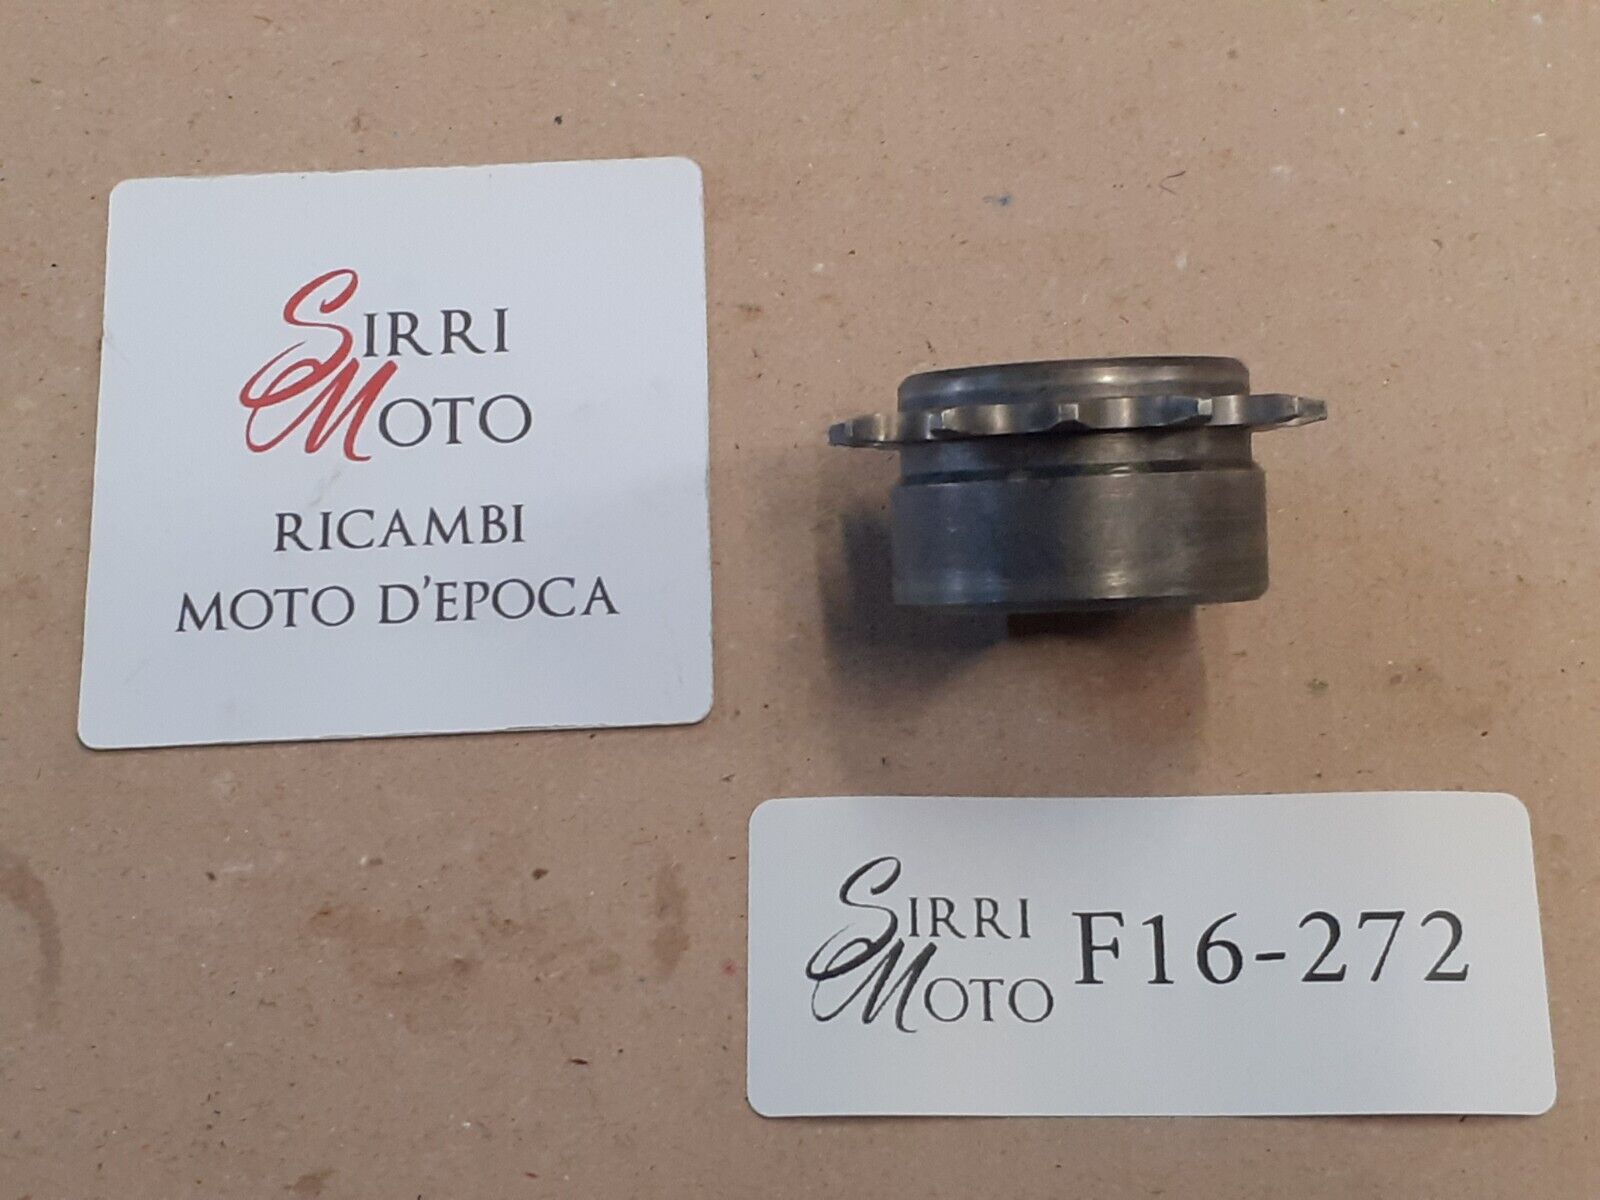 SIRRI
MOTO
RICAMBI
MOTO D'EPOCA
SIRRI
MOTO
F16-272